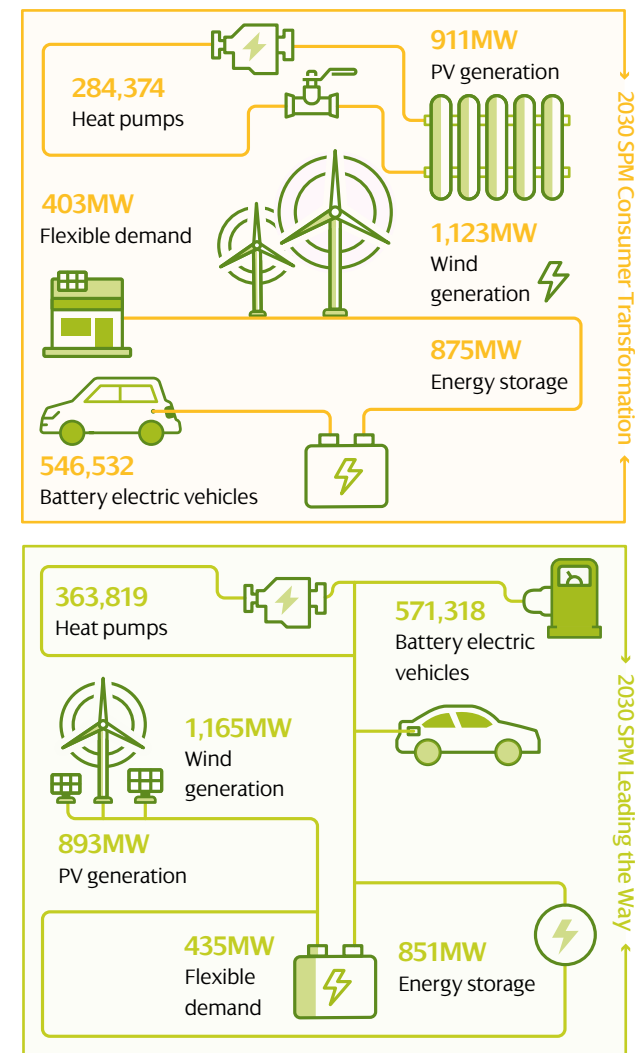 911MW
PV generation
284,374
Heat pumps
403MW
Flexible demand
1,123MW
Wind
generation
875MW
Energy storage
546,532
Battery electric vehicles
2030 SPM Consumer Transformation
363,819
Heat pumps
571,318
Battery electric
vehicles
1,165MW
Wind
generation
893MW
PV generation
435MW
Flexible
demand
851MW
Energy storage
2030 SPM Leading the Way